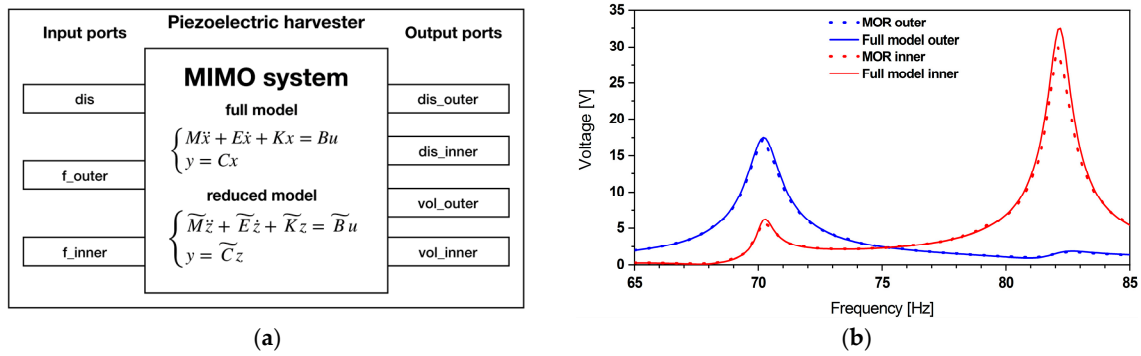 Piezoelectric harvester
Input ports
Output ports
MIMO system
full model
Mẍ + Eẋ + Kx = Bu
y = Cx
reduced model
M̃z̈ + Ẽż + K̃z = B̃u
y = C̃z
dis
f_outer
f_inner
dis_outer
dis_inner
vol_outer
vol_inner
(a)
MOR outer
Full model outer
MOR inner
Full model inner
Voltage [V]
35
30
25
20
15
10
5
0
65 70 75 80 85
Frequency [Hz]
(b)